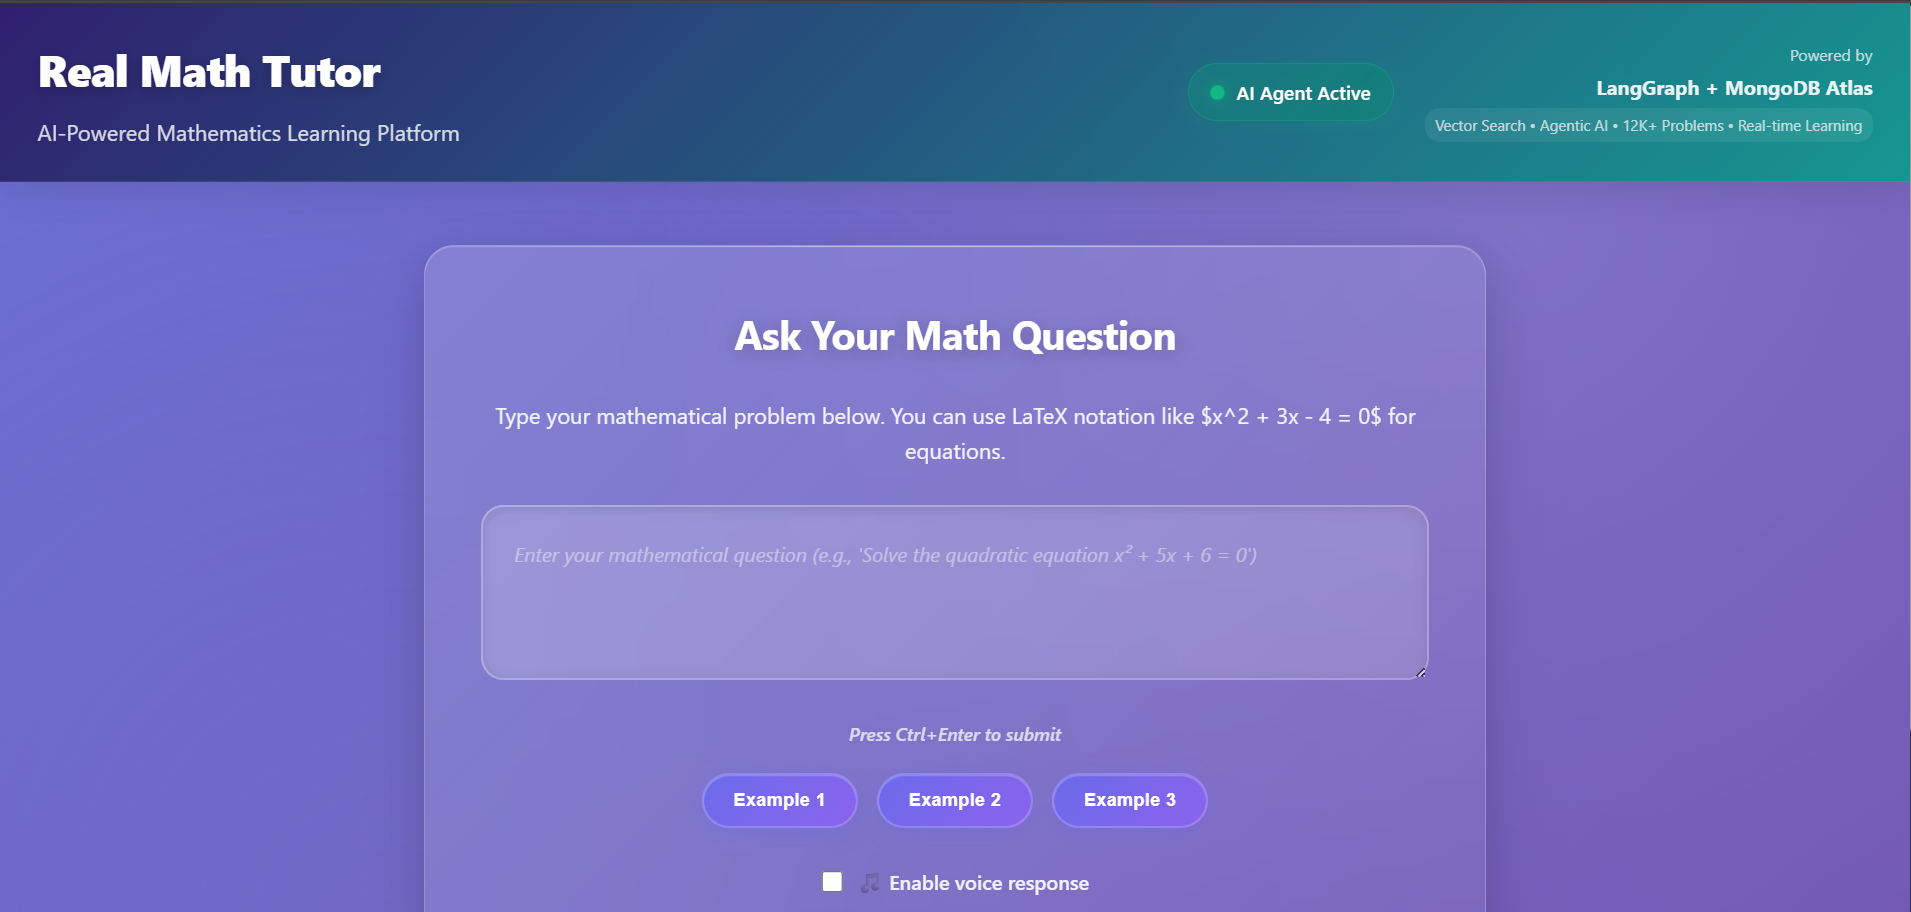 Real Math Tutor
AI-Powered Mathematics Learning Platform
AI Agent Active
Powered by
LangGraph + MongoDB Atlas
Vector Search • Agentic AI • 12K+ Problems • Real-time Learning
Ask Your Math Question
Type your mathematical problem below. You can use LaTeX notation like $x^2 + 3x - 4 = 0$ for
equations.
Enter your mathematical question (e.g., 'Solve the quadratic equation x² + 5x + 6 = 0')
Press Ctrl+Enter to submit
Example 1
Example 2
Example 3
🎵 Enable voice response